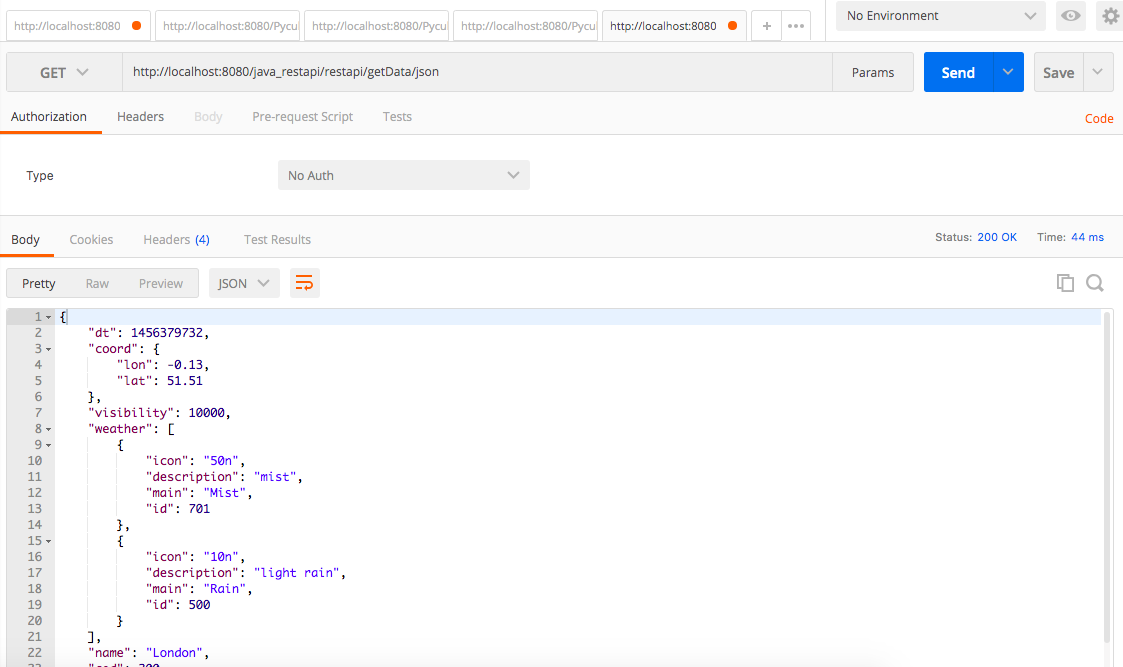 http://localhost:8080 http://localhost:8080/Pycu http://localhost:8080/Pycu http://localhost:8080/Pycu http://localhost:8080 + ••• No Environment
GET http://localhost:8080/java_restapi/restapi/getData/json Params Send Save
Authorization Headers Body Pre-request Script Tests Code
Type No Auth
Body Cookies Headers (4) Test Results Status: 200 OK Time: 44 ms
Pretty Raw Preview JSON
1 {
2 "dt": 1456379732,
3 "coord": {
4 "lon": -0.13,
5 "lat": 51.51
6 },
7 "visibility": 10000,
8 "weather": [
9 {
10 "icon": "50n",
11 "description": "mist",
12 "main": "Mist",
13 "id": 701
14 },
15 {
16 "icon": "10n",
17 "description": "light rain",
18 "main": "Rain",
19 "id": 500
20 }
21 ],
22 "name": "London",